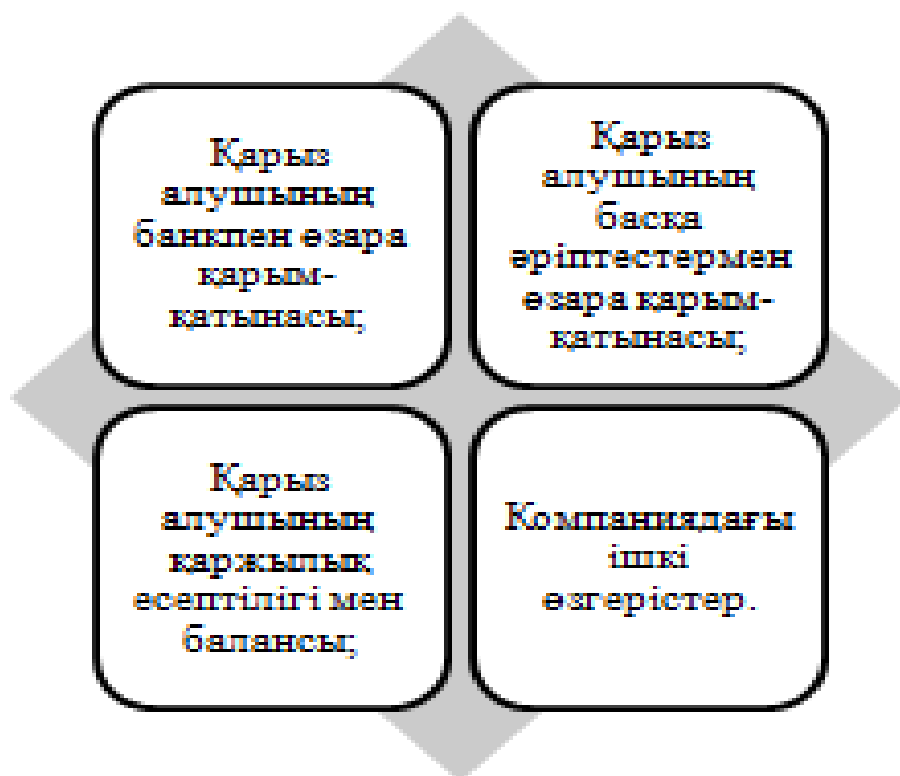 Қарыз
алушының
банкпен өзара
қарым-
қатынасы;
Қарыз
алушының
басқа
әріптестермен
өзара қарым-
қатынасы;
Қарыз
алушының
қаржылық
есептілігі мен
балансы;
Компаниядағы
ішкі
өзгерістер.